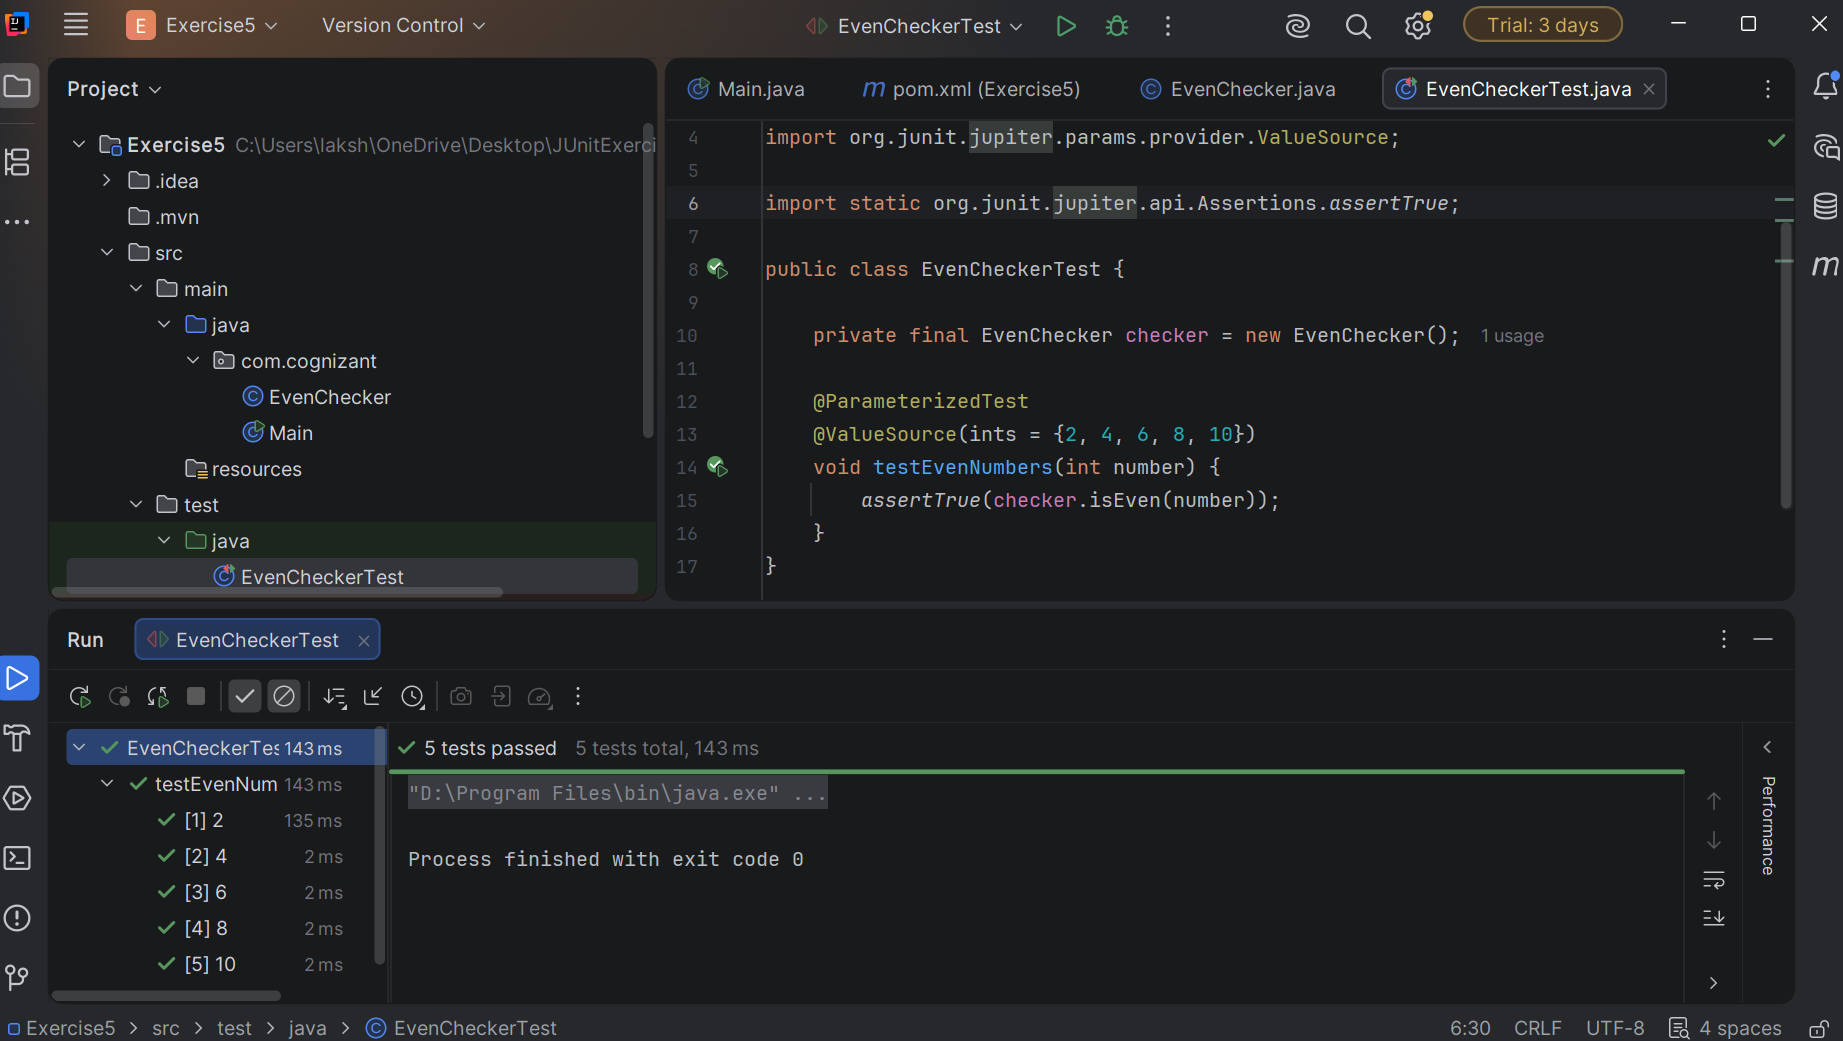 E Exercise5 Version Control EvenCheckerTest Trial: 3 days
Project
Exercise5 C:\Users\laksh\OneDrive\Desktop\JUnitExerci
.idea
.mvn
src
main
java
com.cognizant
EvenChecker
Main
resources
test
java
EvenCheckerTest
Main.java pom.xml (Exercise5) EvenChecker.java EvenCheckerTest.java
4 import org.junit.jupiter.params.provider.ValueSource;
5
6 import static org.junit.jupiter.api.Assertions.assertTrue;
7
8 public class EvenCheckerTest {
9
10 private final EvenChecker checker = new EvenChecker(); 1 usage
11
12 @ParameterizedTest
13 @ValueSource(ints = {2, 4, 6, 8, 10})
14 void testEvenNumbers(int number) {
15 assertTrue(checker.isEven(number));
16 }
17 }
Run EvenCheckerTest
EvenCheckerTes 143 ms
testEvenNum 143 ms
[1] 2 135 ms
[2] 4 2 ms
[3] 6 2 ms
[4] 8 2 ms
[5] 10 2 ms
5 tests passed 5 tests total, 143 ms
"D:\Program Files\bin\java.exe" ...
Process finished with exit code 0
Performance
Exercise5 > src > test > java > EvenCheckerTest 6:30 CRLF UTF-8 4 spaces